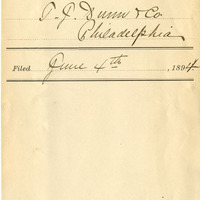 T. J. Dunn & Co.
Philadelphia
Filed June 4th, 1894